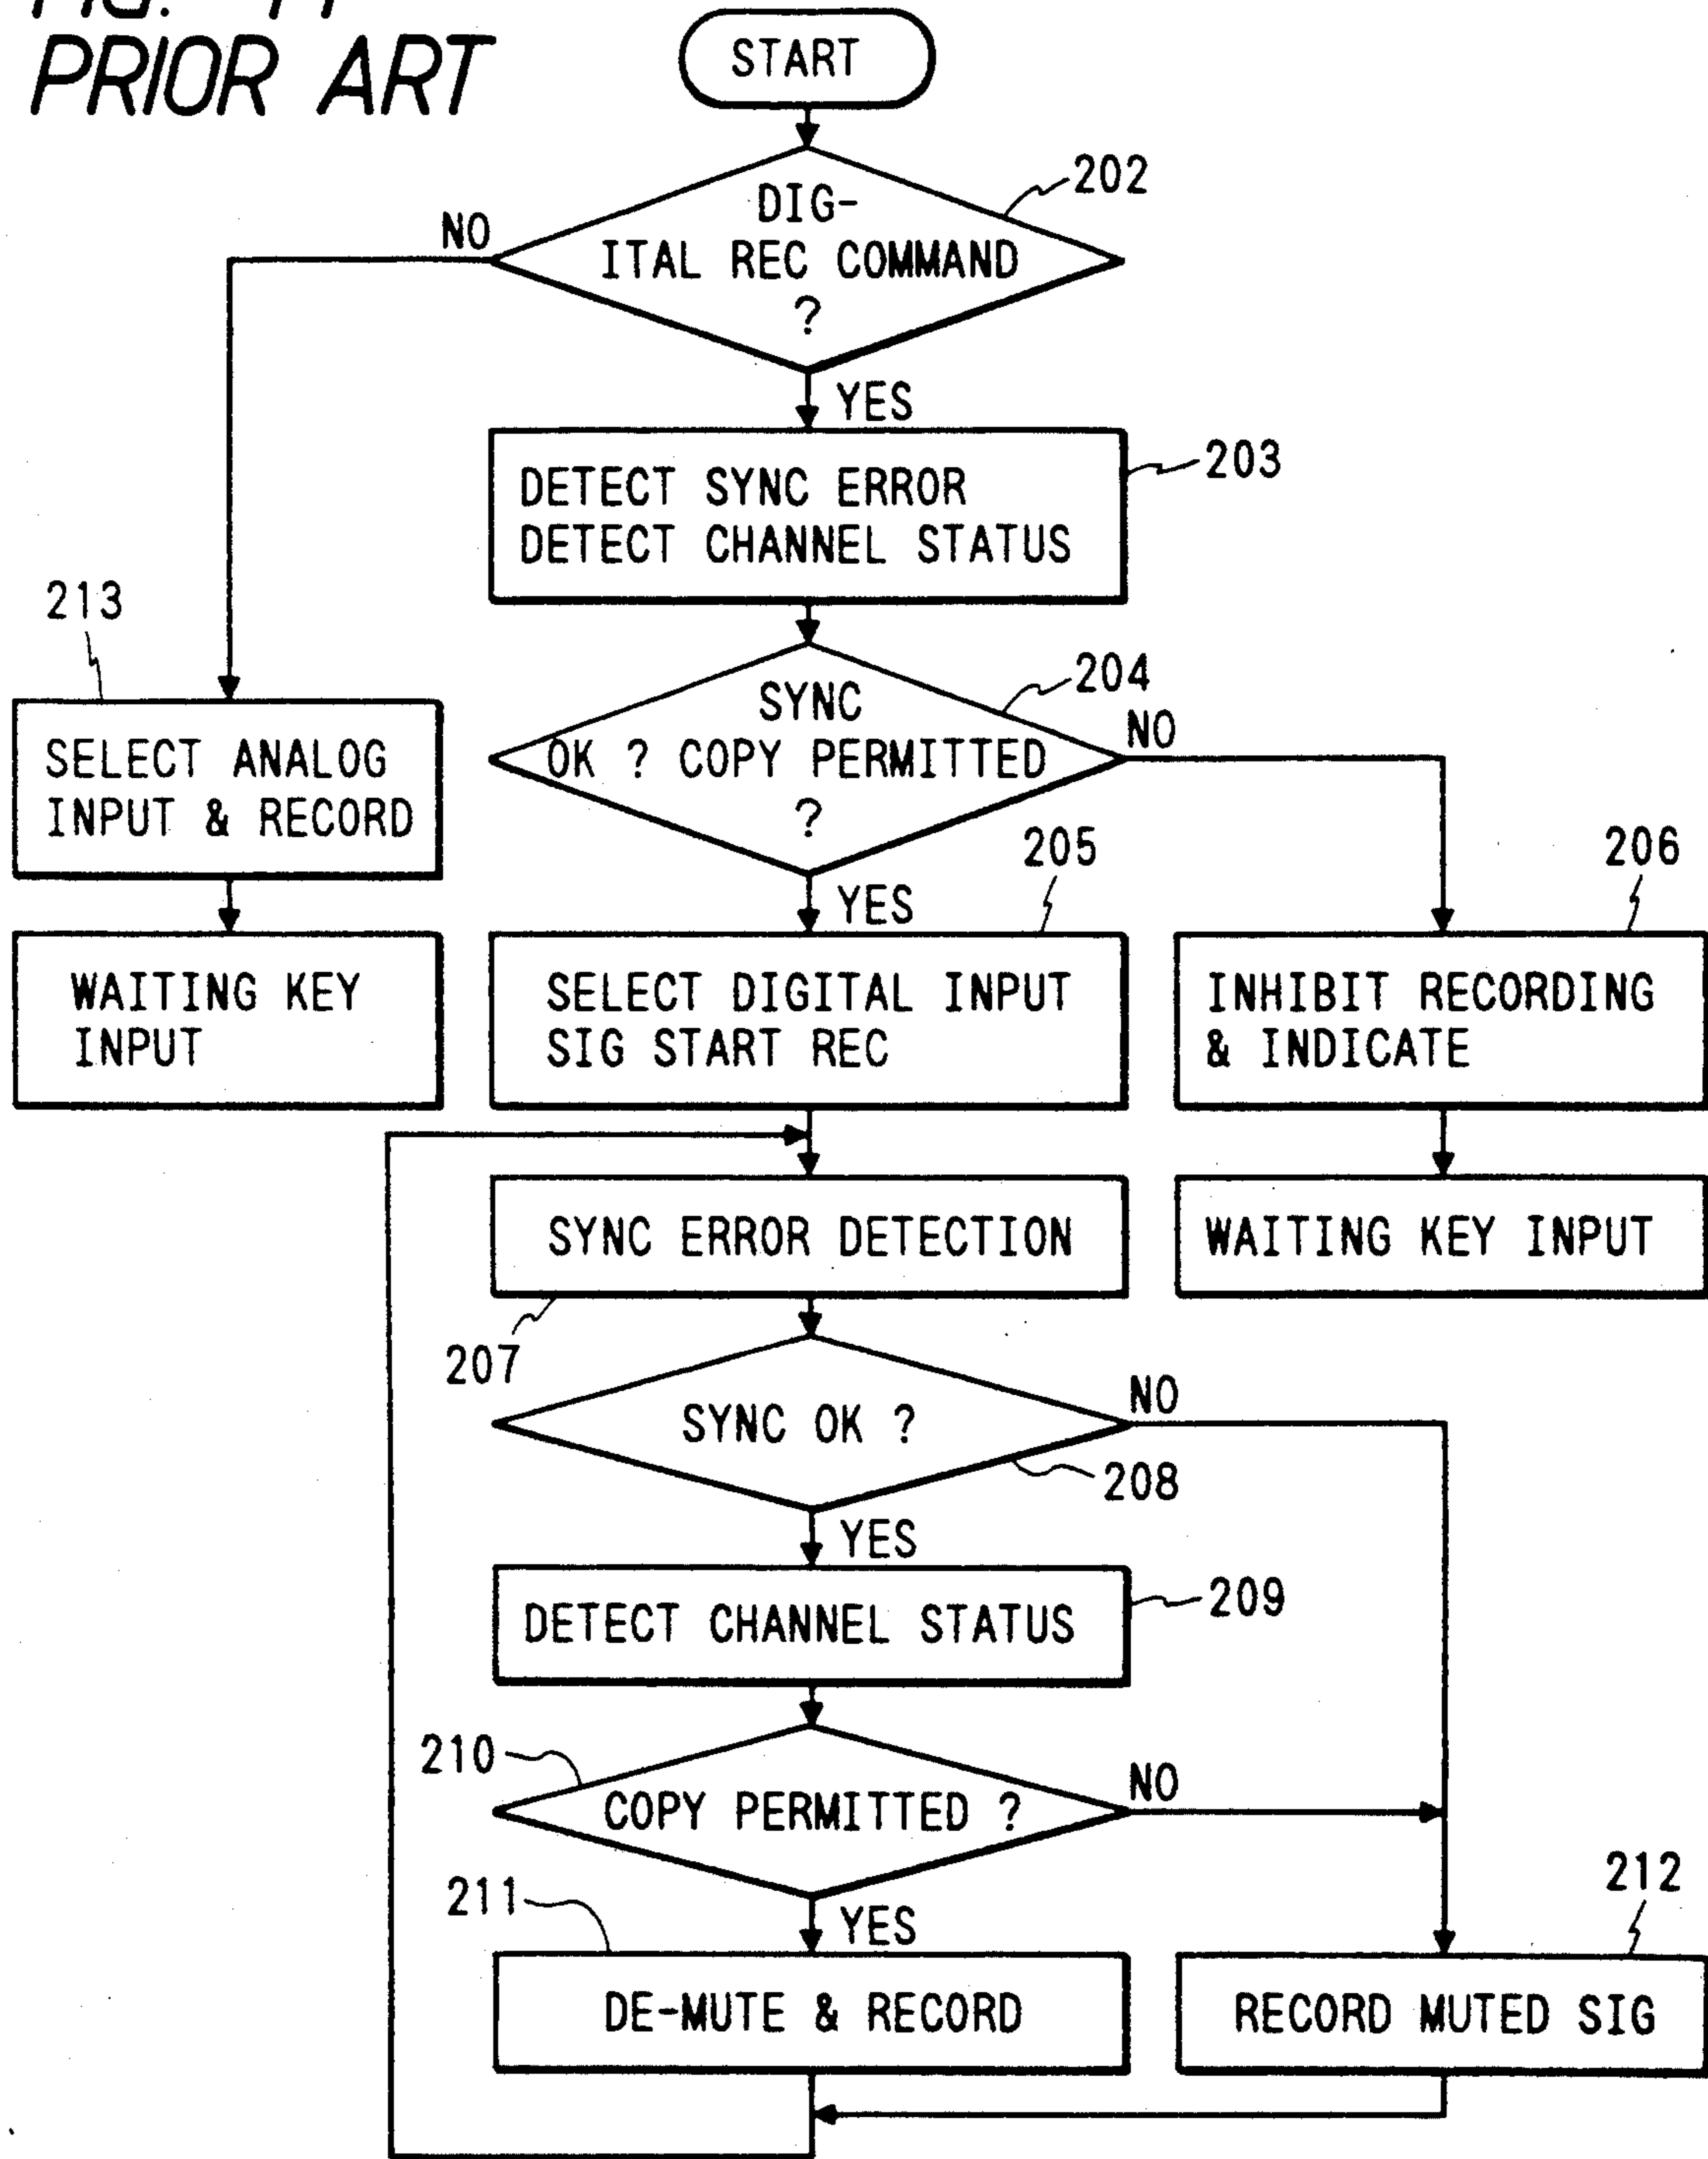 PRIOR ART
START
202
DIG-
ITAL REC COMMAND
?
NO
YES
203
DETECT SYNC ERROR
DETECT CHANNEL STATUS
213
204
SYNC
OK ? COPY PERMITTED
?
NO
SELECT ANALOG
INPUT & RECORD
YES
205
206
WAITING KEY
INPUT
SELECT DIGITAL INPUT
SIG START REC
INHIBIT RECORDING
& INDICATE
SYNC ERROR DETECTION
WAITING KEY INPUT
207
SYNC OK ?
NO
208
YES
DETECT CHANNEL STATUS
209
210
COPY PERMITTED ?
NO
211
YES
212
DE-MUTE & RECORD
RECORD MUTED SIG